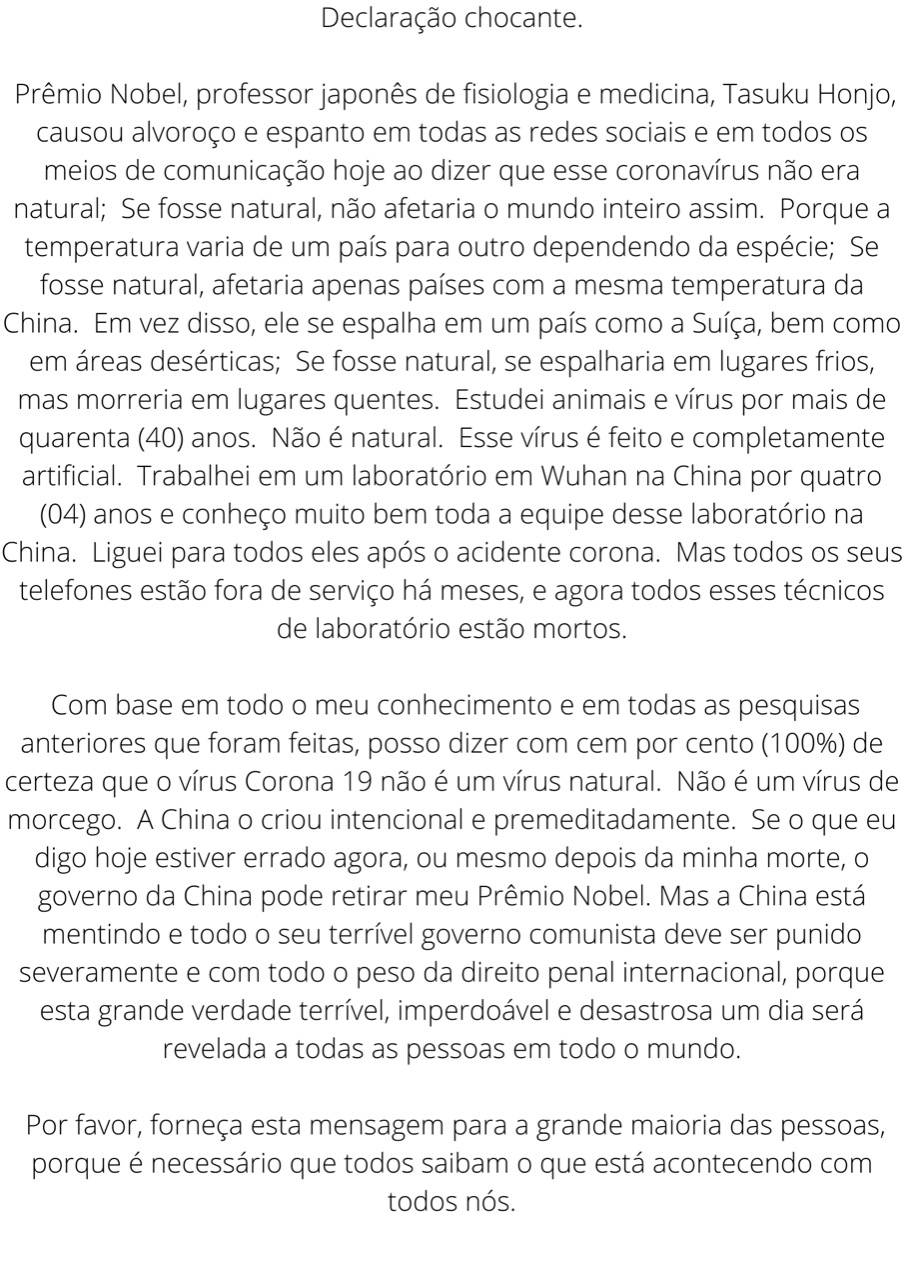 Declaração chocante.
Prêmio Nobel, professor japonês de fisiologia e medicina, Tasuku Honjo,
causou alvoroço e espanto em todas as redes sociais e em todos os
meios de comunicação hoje ao dizer que esse coronavírus não era
natural;  Se fosse natural, não afetaria o mundo inteiro assim.  Porque a
temperatura varia de um país para outro dependendo da espécie;  Se
fosse natural, afetaria apenas países com a mesma temperatura da
China.  Em vez disso, ele se espalha em um país como a Suíça, bem como
em áreas desérticas;  Se fosse natural, se espalharia em lugares frios,
mas morreria em lugares quentes.  Estudei animais e vírus por mais de
quarenta (40) anos.  Não é natural.  Esse vírus é feito e completamente
artificial.  Trabalhei em um laboratório em Wuhan na China por quatro
(04) anos e conheço muito bem toda a equipe desse laboratório na
China.  Liguei para todos eles após o acidente corona.  Mas todos os seus
telefones estão fora de serviço há meses, e agora todos esses técnicos
de laboratório estão mortos.
Com base em todo o meu conhecimento e em todas as pesquisas
anteriores que foram feitas, posso dizer com cem por cento (100%) de
certeza que o vírus Corona 19 não é um vírus natural.  Não é um vírus de
morcego.  A China o criou intencional e premeditadamente.  Se o que eu
digo hoje estiver errado agora, ou mesmo depois da minha morte, o
governo da China pode retirar meu Prêmio Nobel. Mas a China está
mentindo e todo o seu terrível governo comunista deve ser punido
severamente e com todo o peso da direito penal internacional, porque
esta grande verdade terrível, imperdoável e desastrosa um dia será
revelada a todas as pessoas em todo o mundo.
Por favor, forneça esta mensagem para a grande maioria das pessoas,
porque é necessário que todos saibam o que está acontecendo com
todos nós.